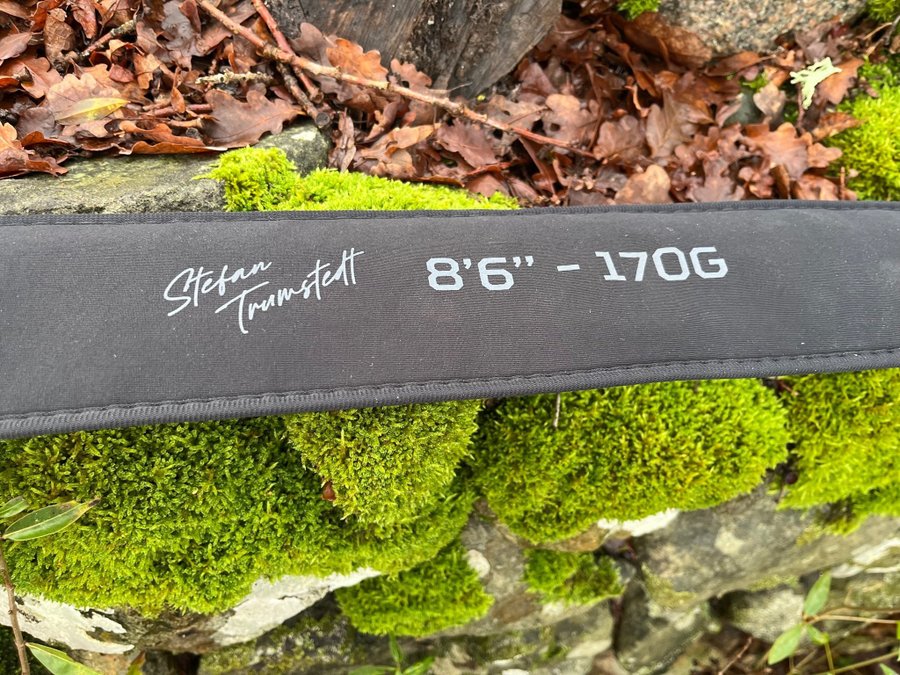 Stefan
Trumstedt
8’6” - 170G